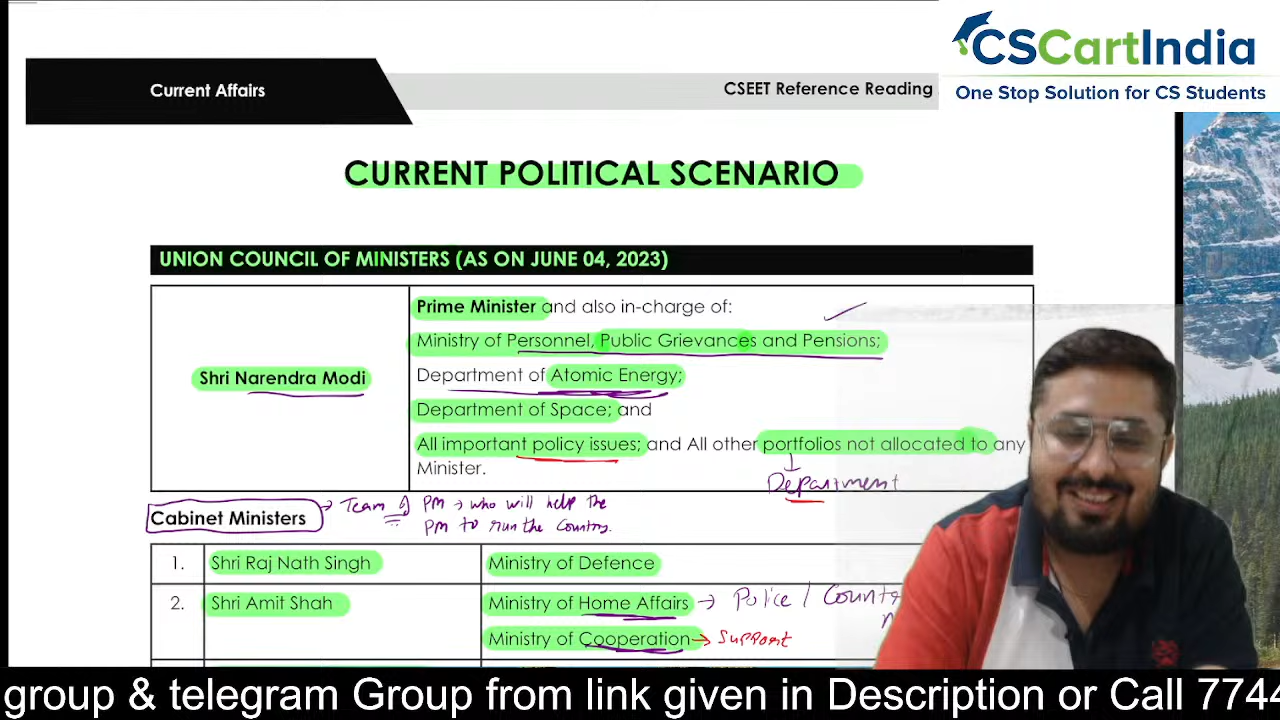 CSCartIndia
One Stop Solution for CS Students
Current Affairs
CSEET Reference Reading
CURRENT POLITICAL SCENARIO
UNION COUNCIL OF MINISTERS (AS ON JUNE 04, 2023)
Shri Narendra Modi
Prime Minister and also in-charge of:
Ministry of Personnel, Public Grievances and Pensions;
Department of Atomic Energy;
Department of Space; and
All important policy issues; and All other portfolios not allocated to any
Minister.
Department
Cabinet Ministers → Team of PM → who will help the
PM to run the Country.
1. Shri Raj Nath Singh Ministry of Defence
2. Shri Amit Shah Ministry of Home Affairs → Police /
Ministry of Cooperation → Support
group & telegram Group from link given in Description or Call 7744